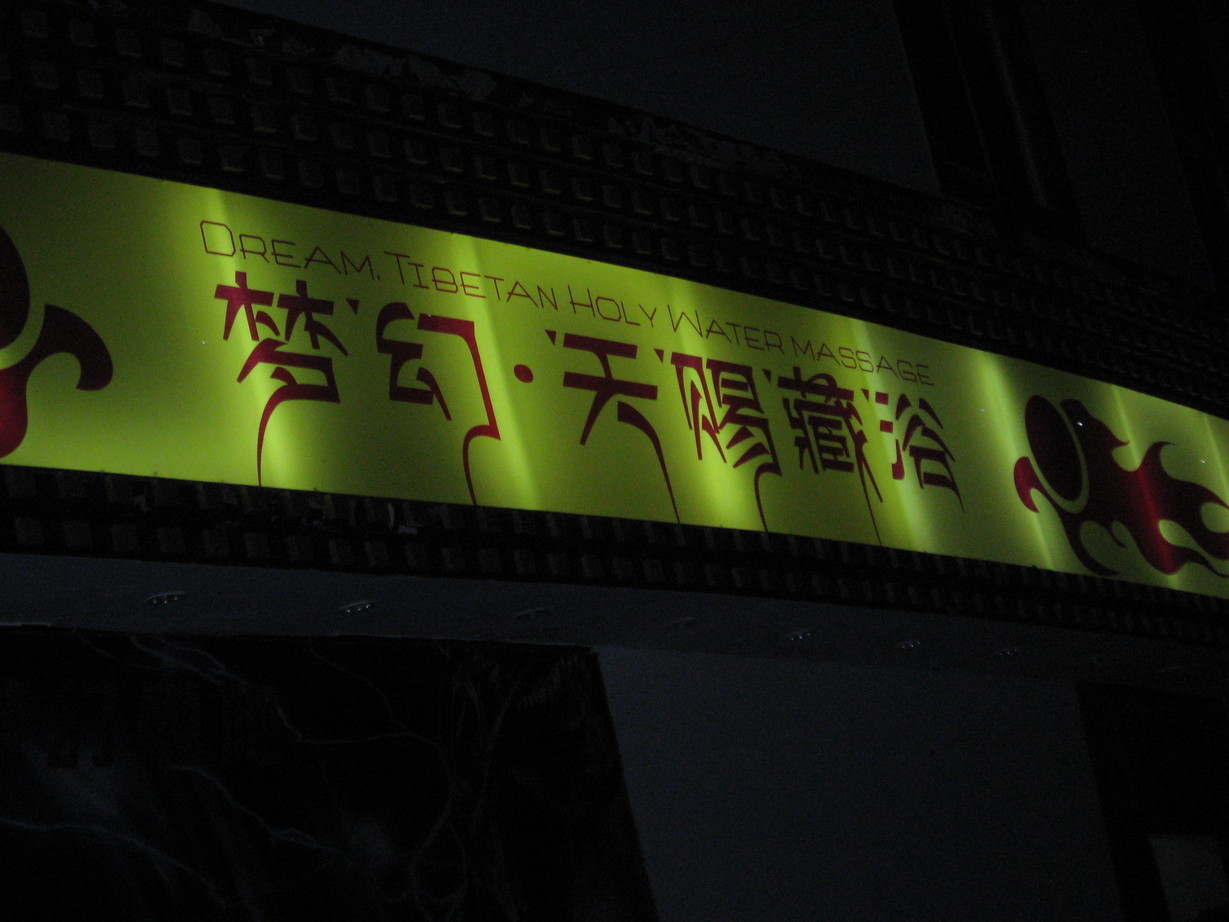 DREAM. TIBETAN HOLY WATER MASSAGE
梦幻·天赐藏浴